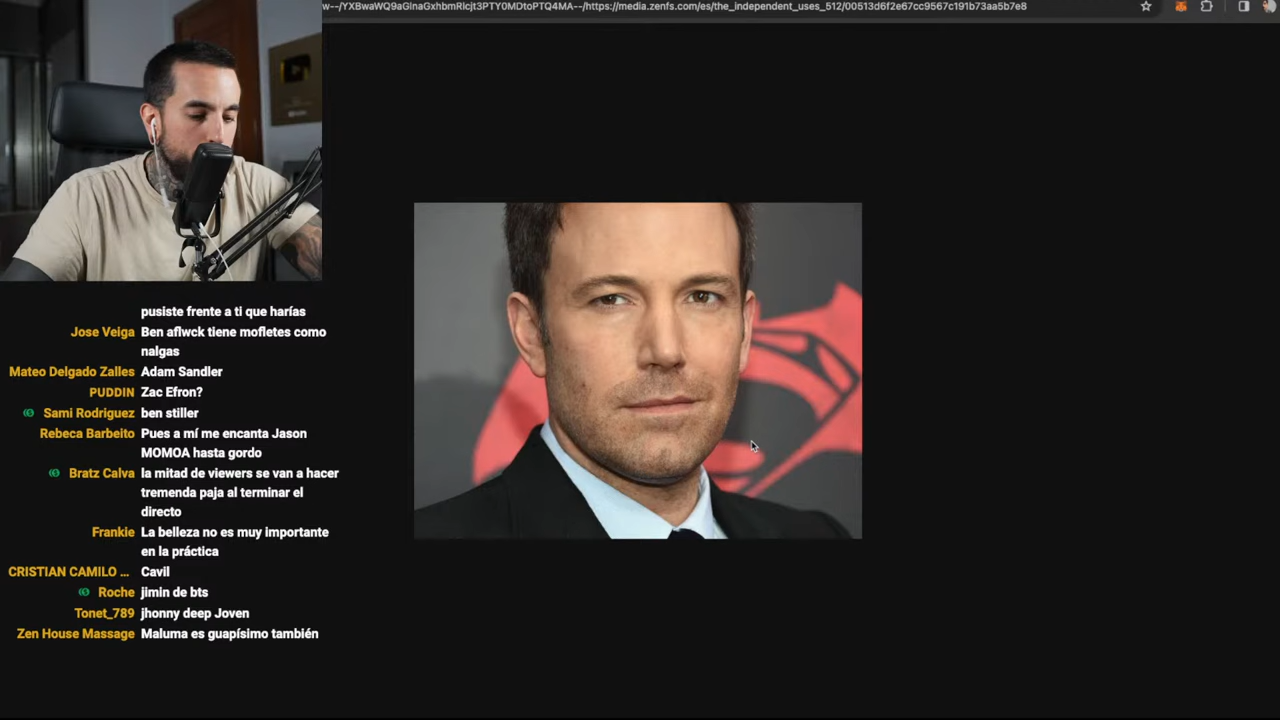 w--/YXBwaWQ9aGlnaGxhbmRlcjt3PTY0MDtoPTQ4MA--/https://media.zenfs.com/es/the_independent_uses_512/00513d6f2e67cc9567c191b73aa5b7e8
pusiste frente a ti que harías
Jose Veiga Ben aflwck tiene mofletes como
nalgas
Mateo Delgado Zalles Adam Sandler
PUDDIN Zac Efron?
Sami Rodriguez ben stiller
Rebeca Barbeito Pues a mí me encanta Jason
MOMOA hasta gordo
Bratz Calva la mitad de viewers se van a hacer
tremenda paja al terminar el
directo
Frankie La belleza no es muy importante
en la práctica
CRISTIAN CAMILO ... Cavil
Roche jimin de bts
Tonet_789 jhonny deep Joven
Zen House Massage Maluma es guapísimo también